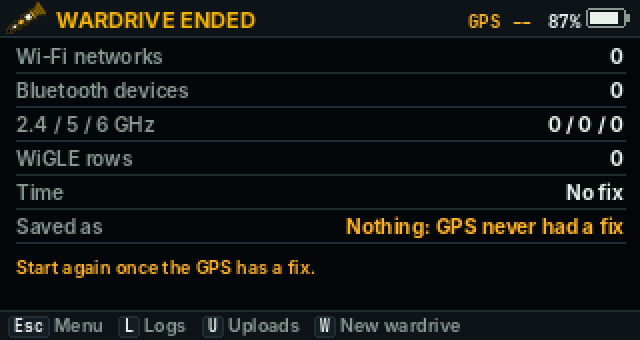 WARDRIVE ENDED GPS -- 87%
Wi-Fi networks 0
Bluetooth devices 0
2.4 / 5 / 6 GHz 0 / 0 / 0
WiGLE rows 0
Time No fix
Saved as Nothing: GPS never had a fix
Start again once the GPS has a fix.
Esc Menu L Logs U Uploads W New wardrive